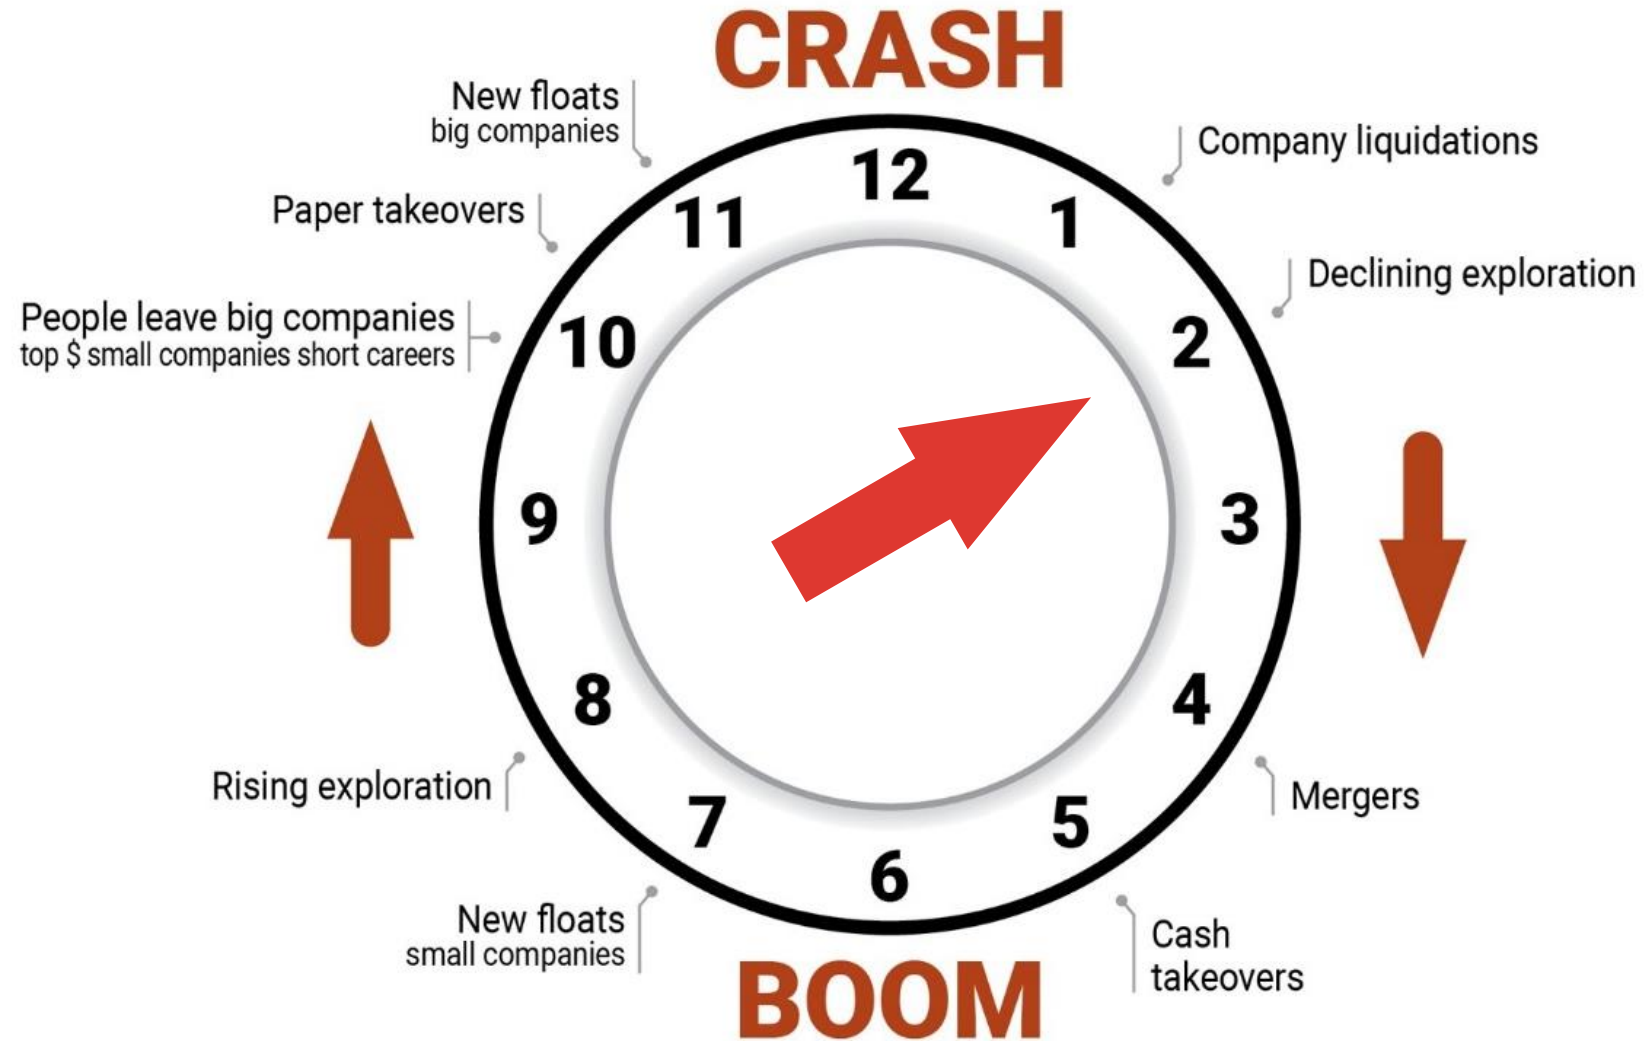 CRASH
New floats
big companies
Company liquidations
Paper takeovers
Declining exploration
People leave big companies
top $ small companies short careers
12
11
1
10
2
9
3
8
4
7
5
6
Rising exploration
Mergers
New floats
small companies
Cash
takeovers
BOOM